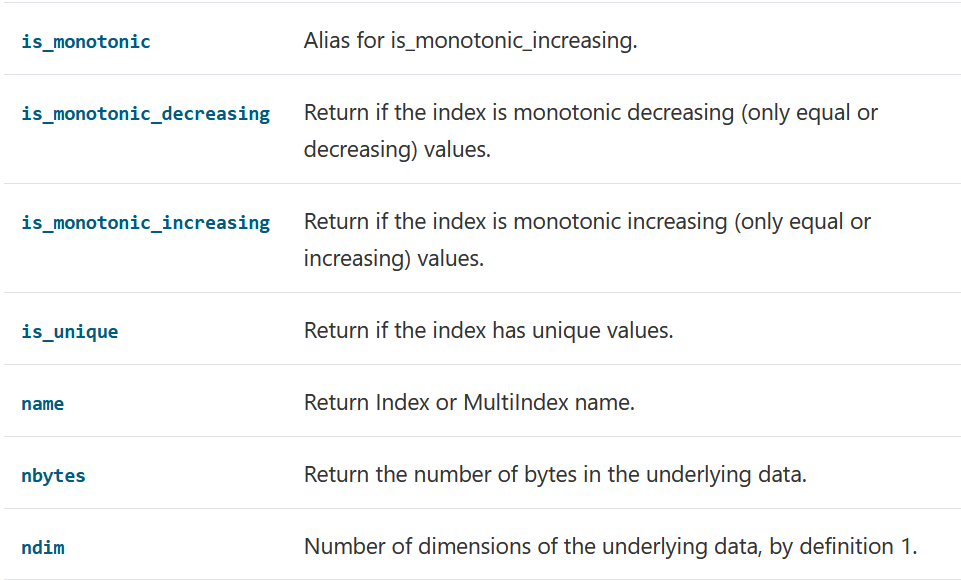 is_monotonic Alias for is_monotonic_increasing.
is_monotonic_decreasing Return if the index is monotonic decreasing (only equal or
decreasing) values.
is_monotonic_increasing Return if the index is monotonic increasing (only equal or
increasing) values.
is_unique Return if the index has unique values.
name Return Index or MultiIndex name.
nbytes Return the number of bytes in the underlying data.
ndim Number of dimensions of the underlying data, by definition 1.